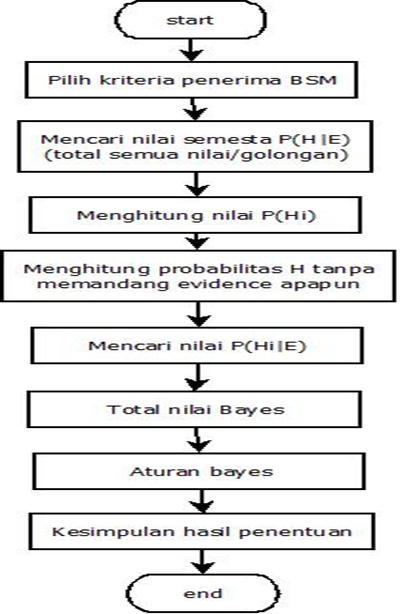 start
Pilih kriteria penerima BSM
Mencari nilai semesta P(H|E)
(total semua nilai/golongan)
Menghitung nilai P(Hi)
Menghitung probabilitas H tanpa
memandang evidence apapun
Mencari nilai P(Hi|E)
Total nilai Bayes
Aturan bayes
Kesimpulan hasil penentuan
end